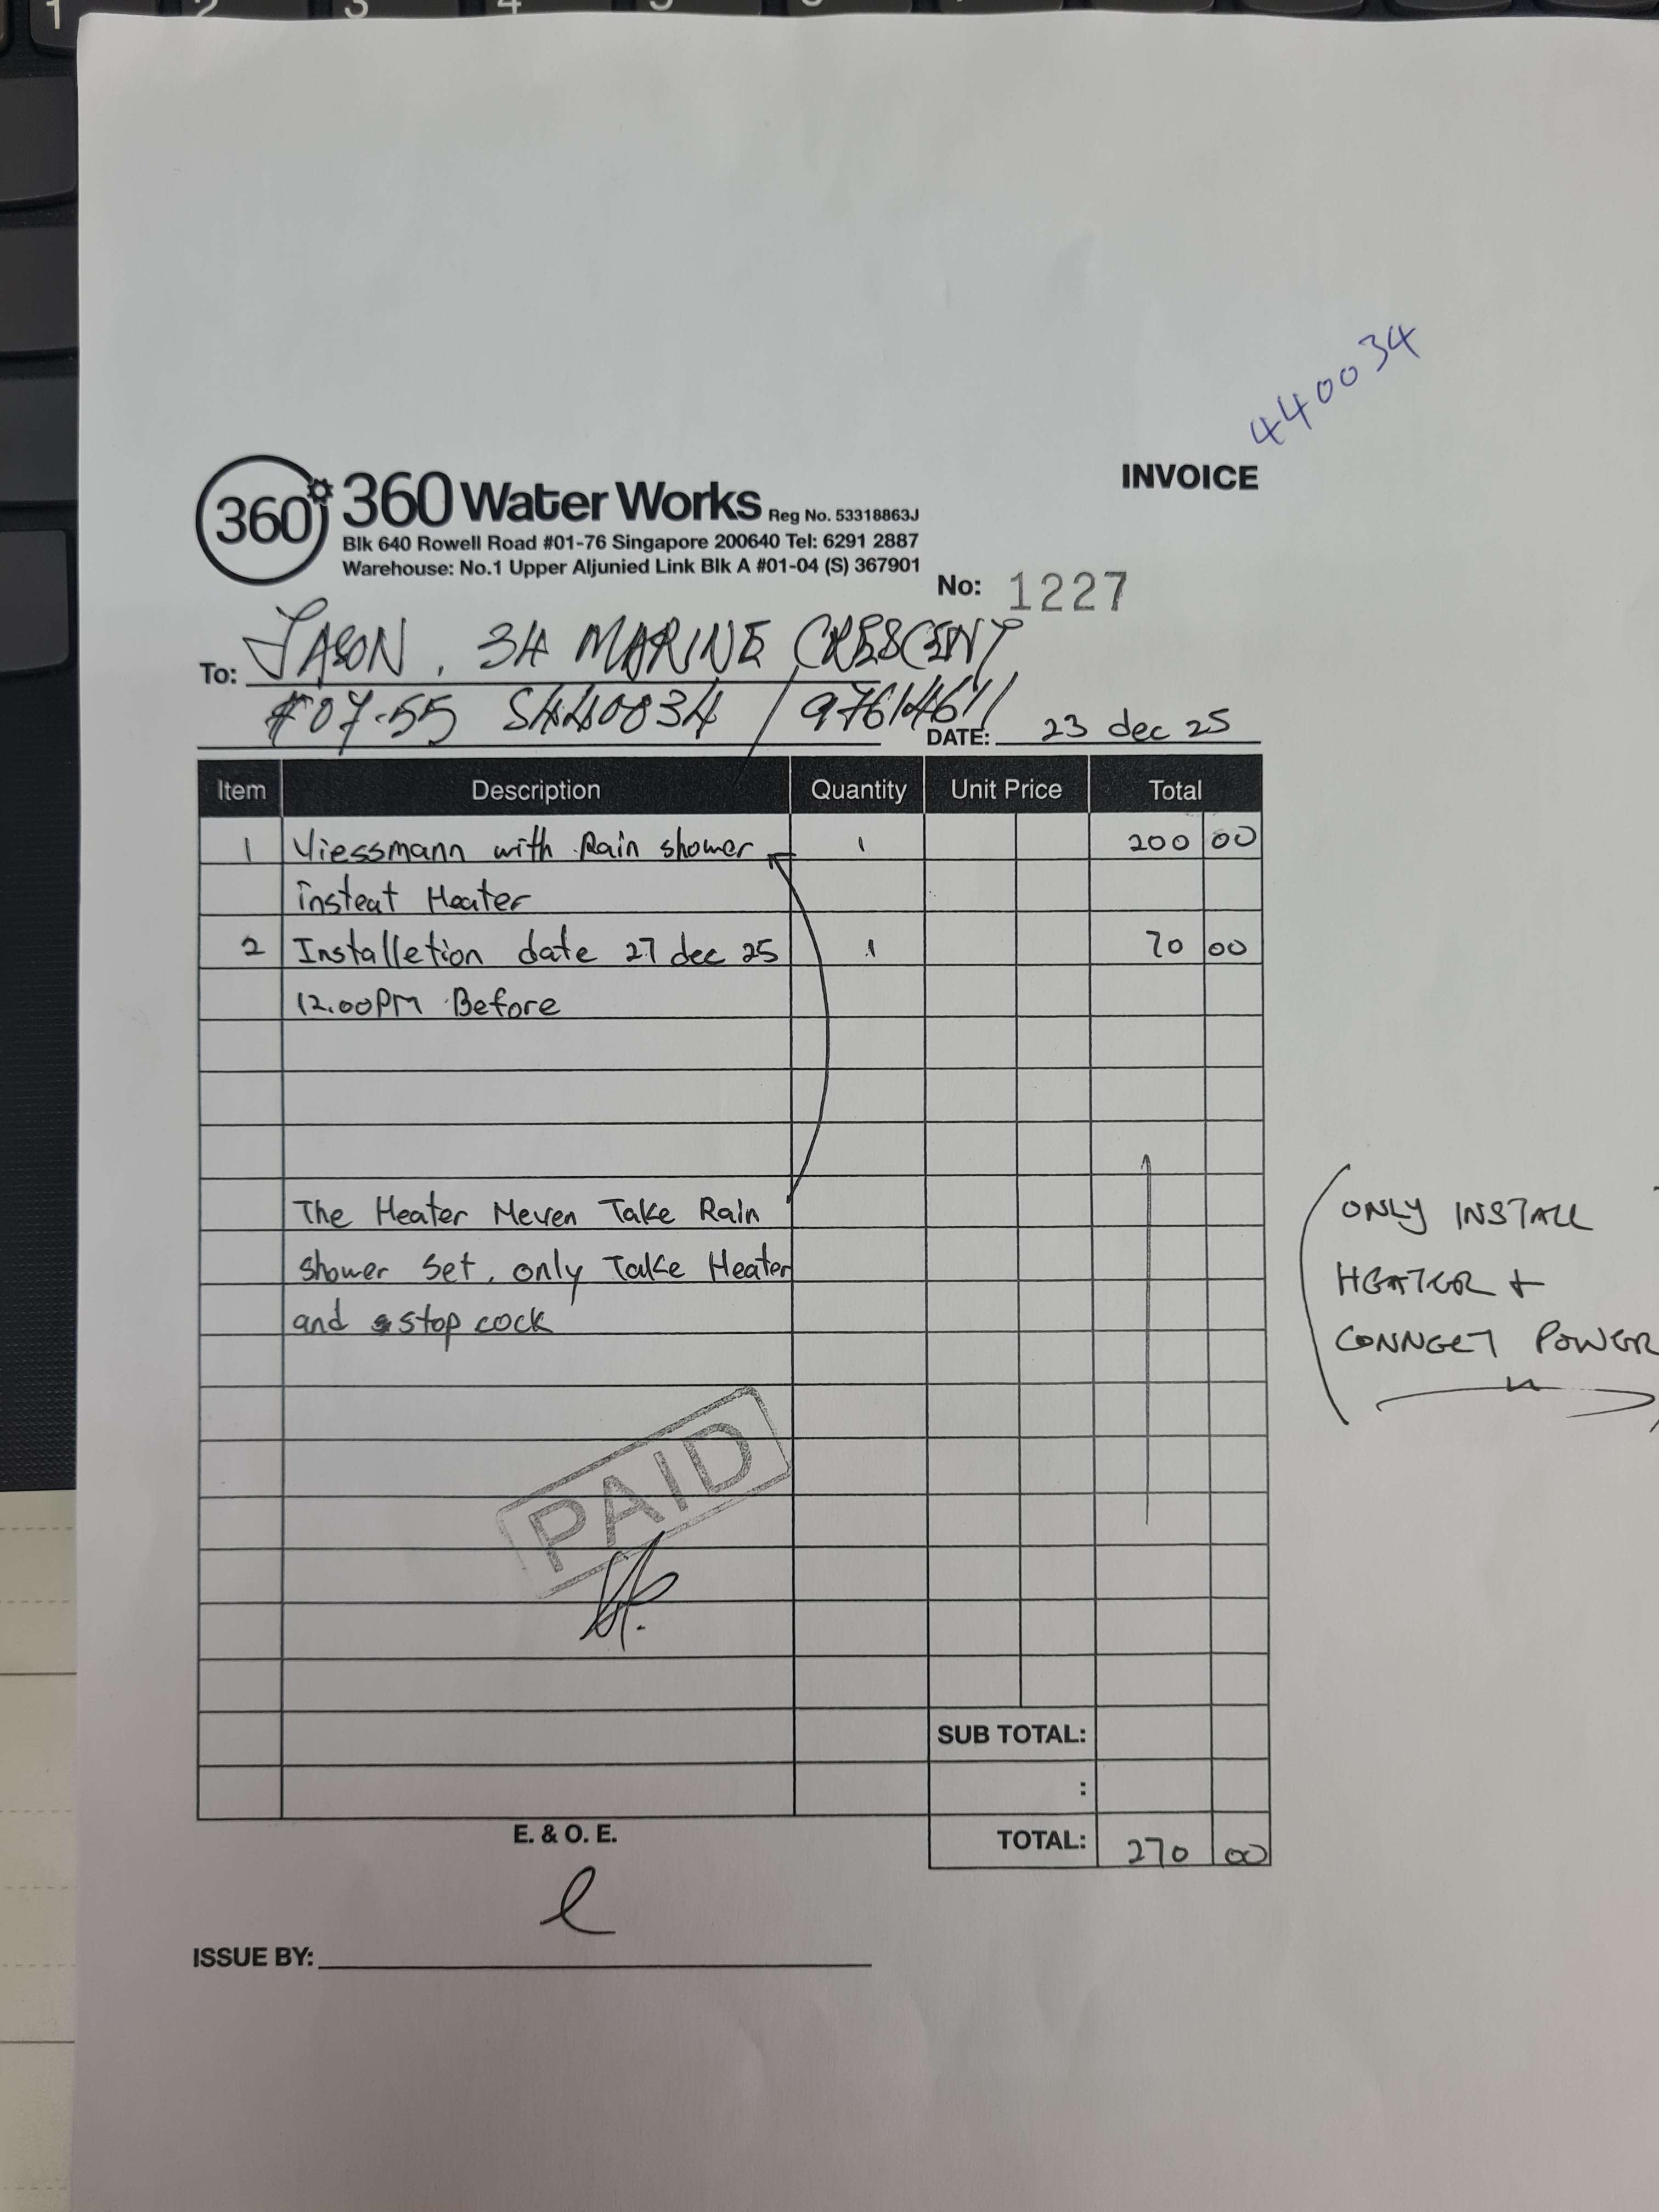 440034
INVOICE
360°
360 Water Works Reg No. 53318863J
Blk 640 Rowell Road #01-76 Singapore 200640 Tel: 6291 2887
Warehouse: No.1 Upper Aljunied Link Blk A #01-04 (S) 367901
No: 1227
To: JASON, 34 MARINE CRESCENT
#07-55 S440034 / 97614611
DATE: 23 dec 25
Item Description Quantity Unit Price Total
1 Viessmann with Rain shower 1 200 00
insteat Heater
2 Installetion date 27 dec 25 1 70 00
12.00PM Before
The Heater Meven Take Rain
shower set, only Take Heater
and stop cock
ONLY INSTALL
HEATER +
CONNECT POWER
PAID
SUB TOTAL:
:
E. & O. E.
TOTAL: 270 00
ISSUE BY: